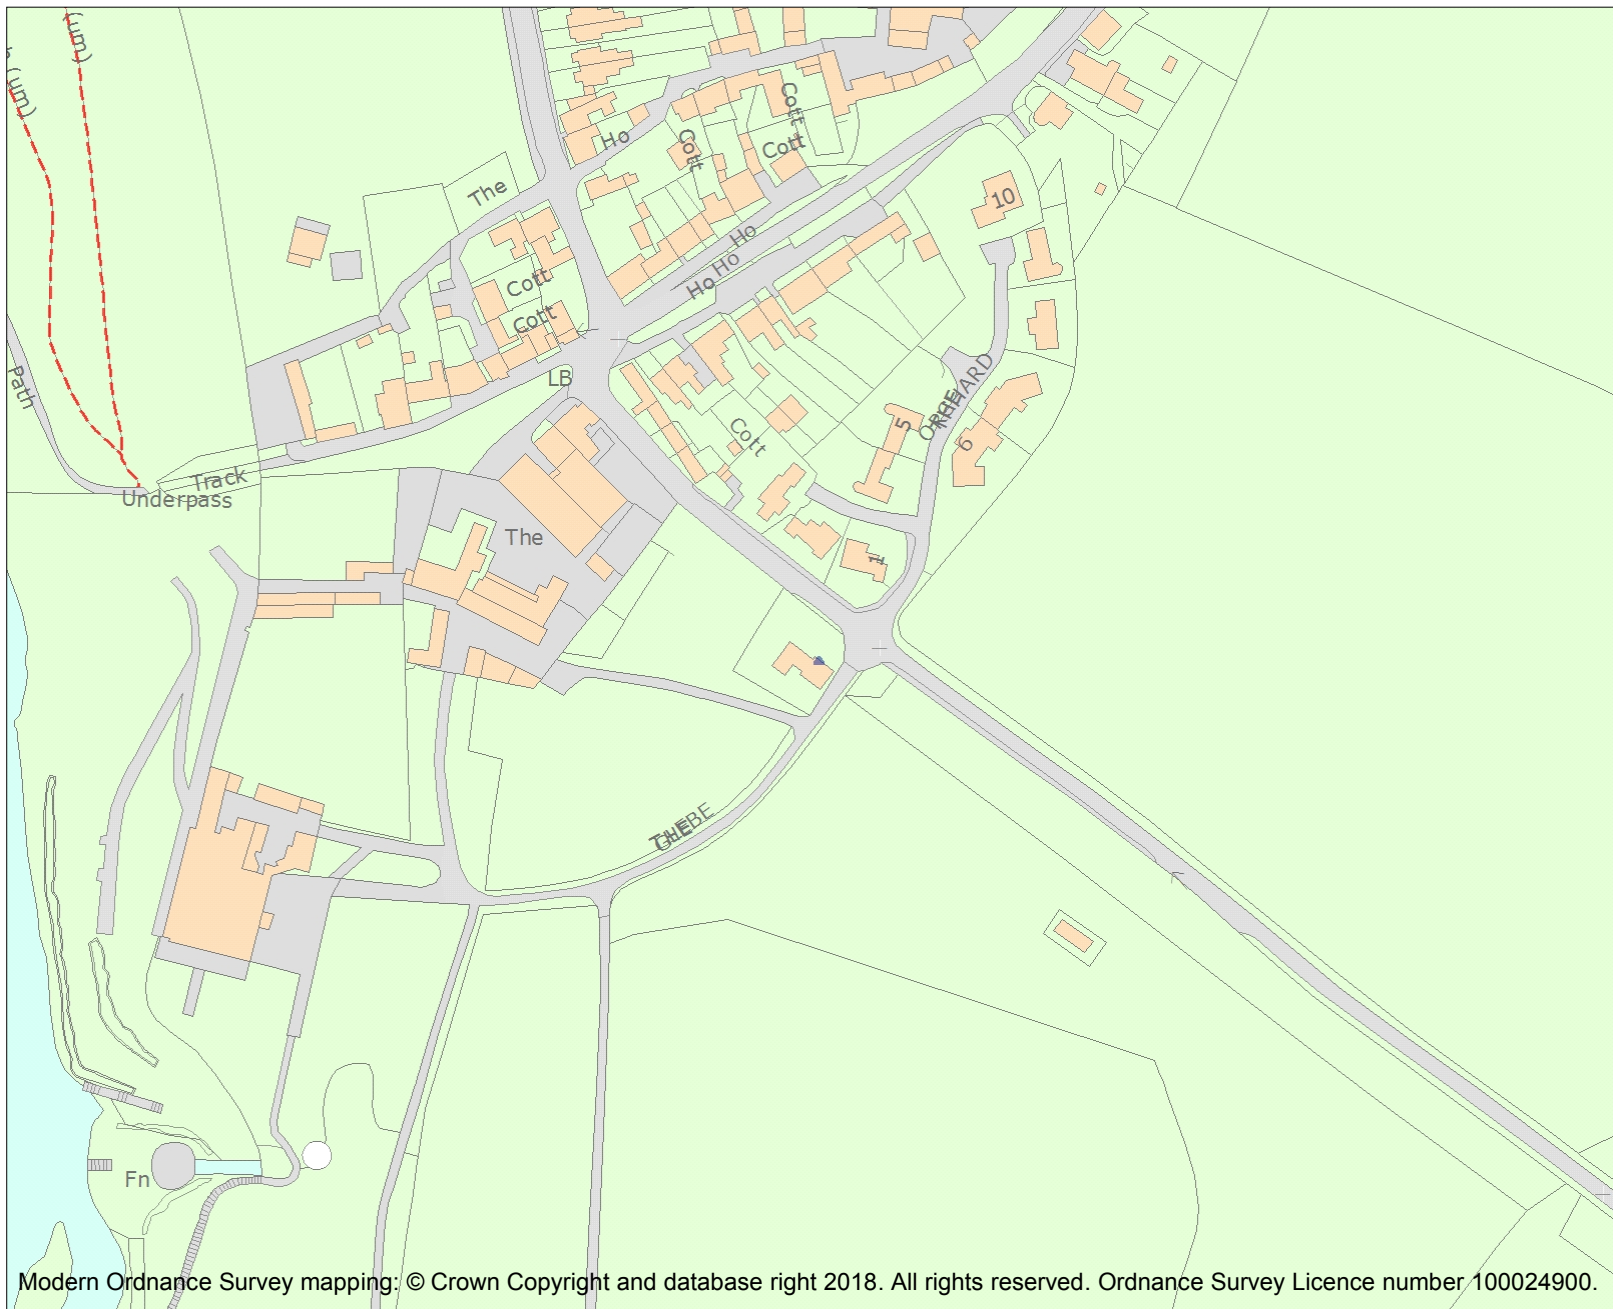 (um)
(um)
Path
Track
Underpass
The
Ho
Cott
Cott
Cott
Ho
Ho
Ho
Cott
Cott
LB
10
ORCHARD
5
6
Cott
1
The
THE
GLEBE
Fn
Modern Ordnance Survey mapping: © Crown Copyright and database right 2018. All rights reserved. Ordnance Survey Licence number 100024900.